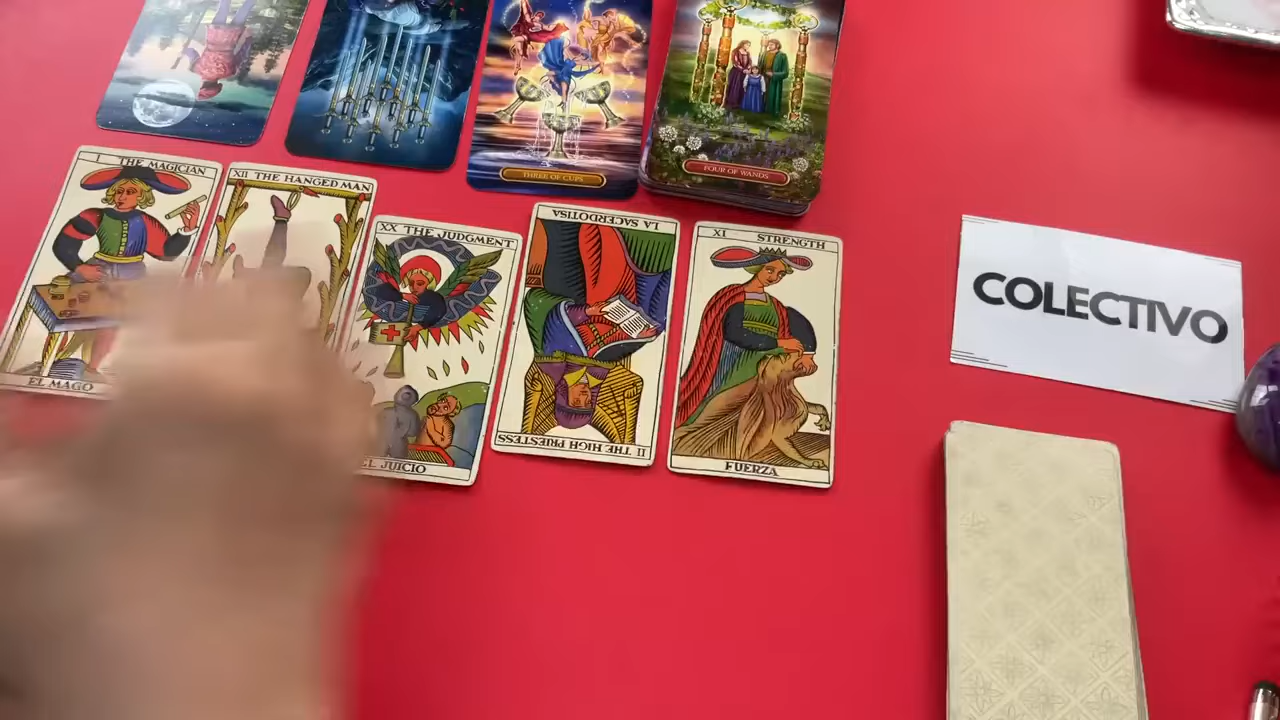 THREE OF CUPS
FOUR OF WANDS
I THE MAGICIAN
EL MAGO
XII THE HANGED MAN
XX THE JUDGMENT
EL JUICIO
LA SACERDOTISA
II THE HIGH PRIESTESS
XI STRENGTH
FUERZA
COLECTIVO